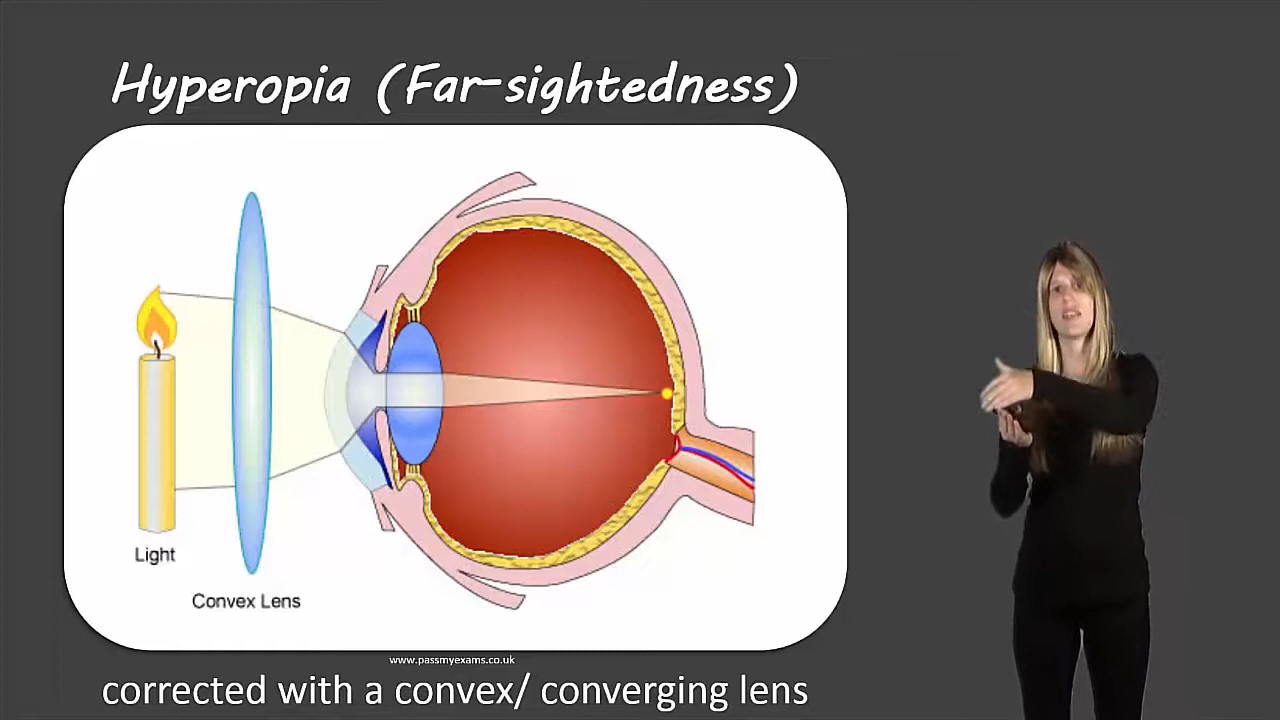 Hyperopia (Far-sightedness)
Light
Convex Lens
www.passmyexams.co.uk
corrected with a convex/ converging lens